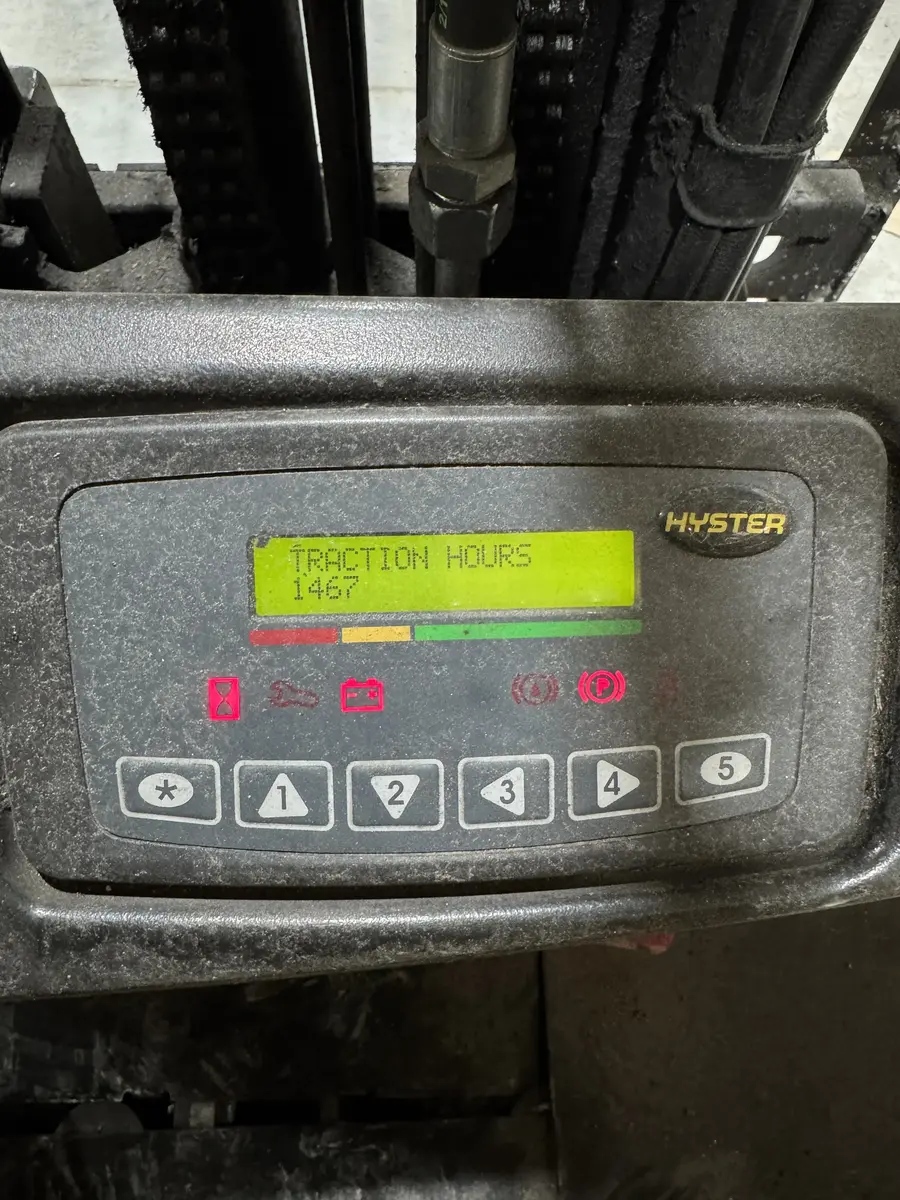 HYSTER
TRACTION HOURS
1467
P
* 1 2 3 4 5